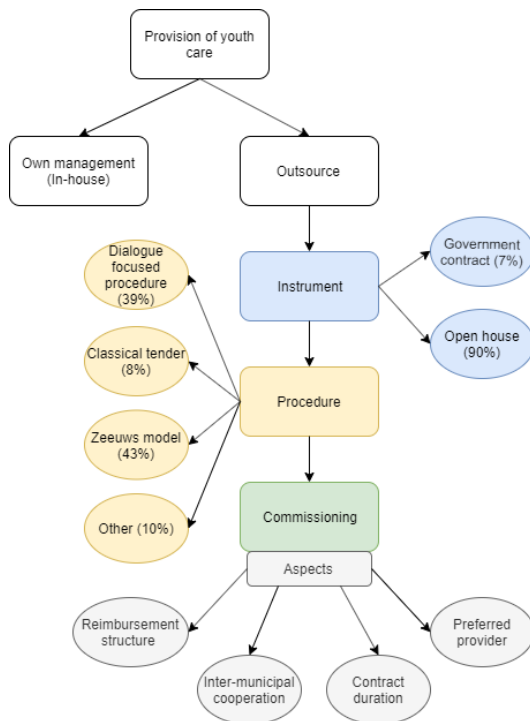 Provision of youth
care
Own management
(In-house)
Outsource
Dialogue
focused
procedure
(39%)
Government
contract (7%)
Instrument
Classical tender
(8%)
Open house
(90%)
Procedure
Zeeuws model
(43%)
Other (10%)
Commissioning
Aspects
Reimbursement
structure
Preferred
provider
Inter-municipal
cooperation
Contract
duration